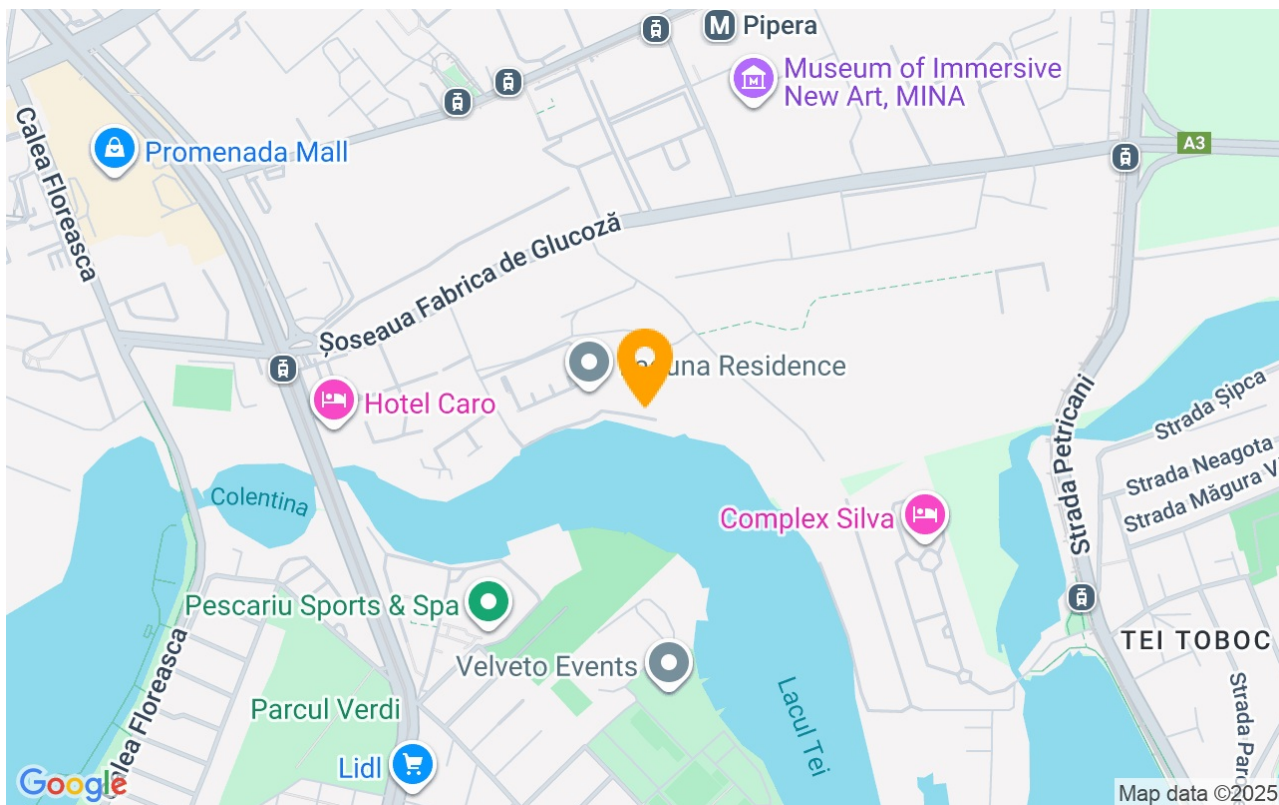 Pipera
Museum of Immersive
New Art, MINA
Calea Floreasca
Promenada Mall
A3
Șoseaua Fabrica de Glucoză
Residence
Hotel Caro
Strada Petricani
Strada Șipca
Strada Neagota
Strada Măgura
Colentina
Complex Silva
Pescariu Sports & Spa
TEI TOBOC
Velveto Events
Lacul Tei
Calea Floreasca
Parcul Verdi
Strada
Lidl
Google
Map data ©2025